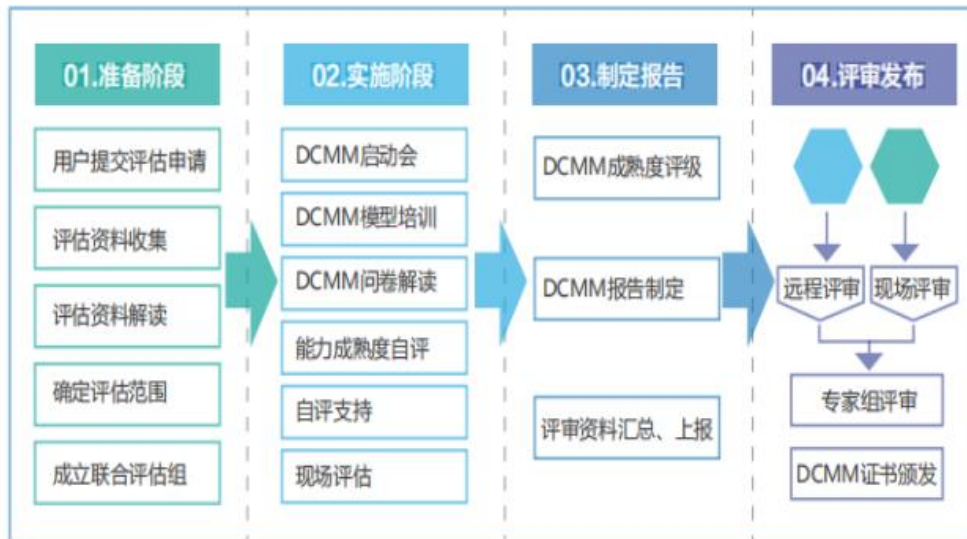 01.准备阶段
用户提交评估申请
评估资料收集
评估资料解读
确定评估范围
成立联合评估组
02.实施阶段
DCMM启动会
DCMM模型培训
DCMM问卷解读
能力成熟度自评
自评支持
现场评估
03.制定报告
DCMM成熟度评级
DCMM报告制定
评审资料汇总、上报
04.评审发布
远程评审
现场评审
专家组评审
DCMM证书颁发